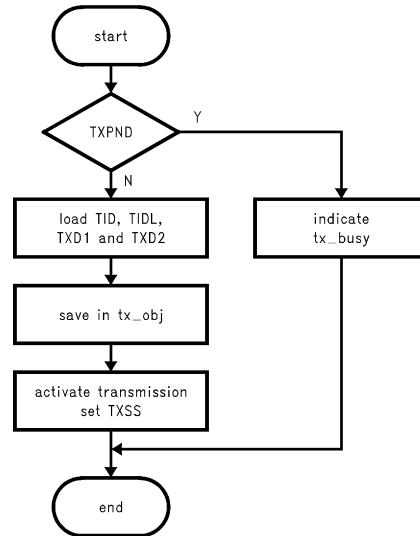 start
TXPND
Y
N
load TID, TIDL,
TXD1 and TXD2
indicate
tx_busy
save in tx_obj
activate transmission
set TXSS
end